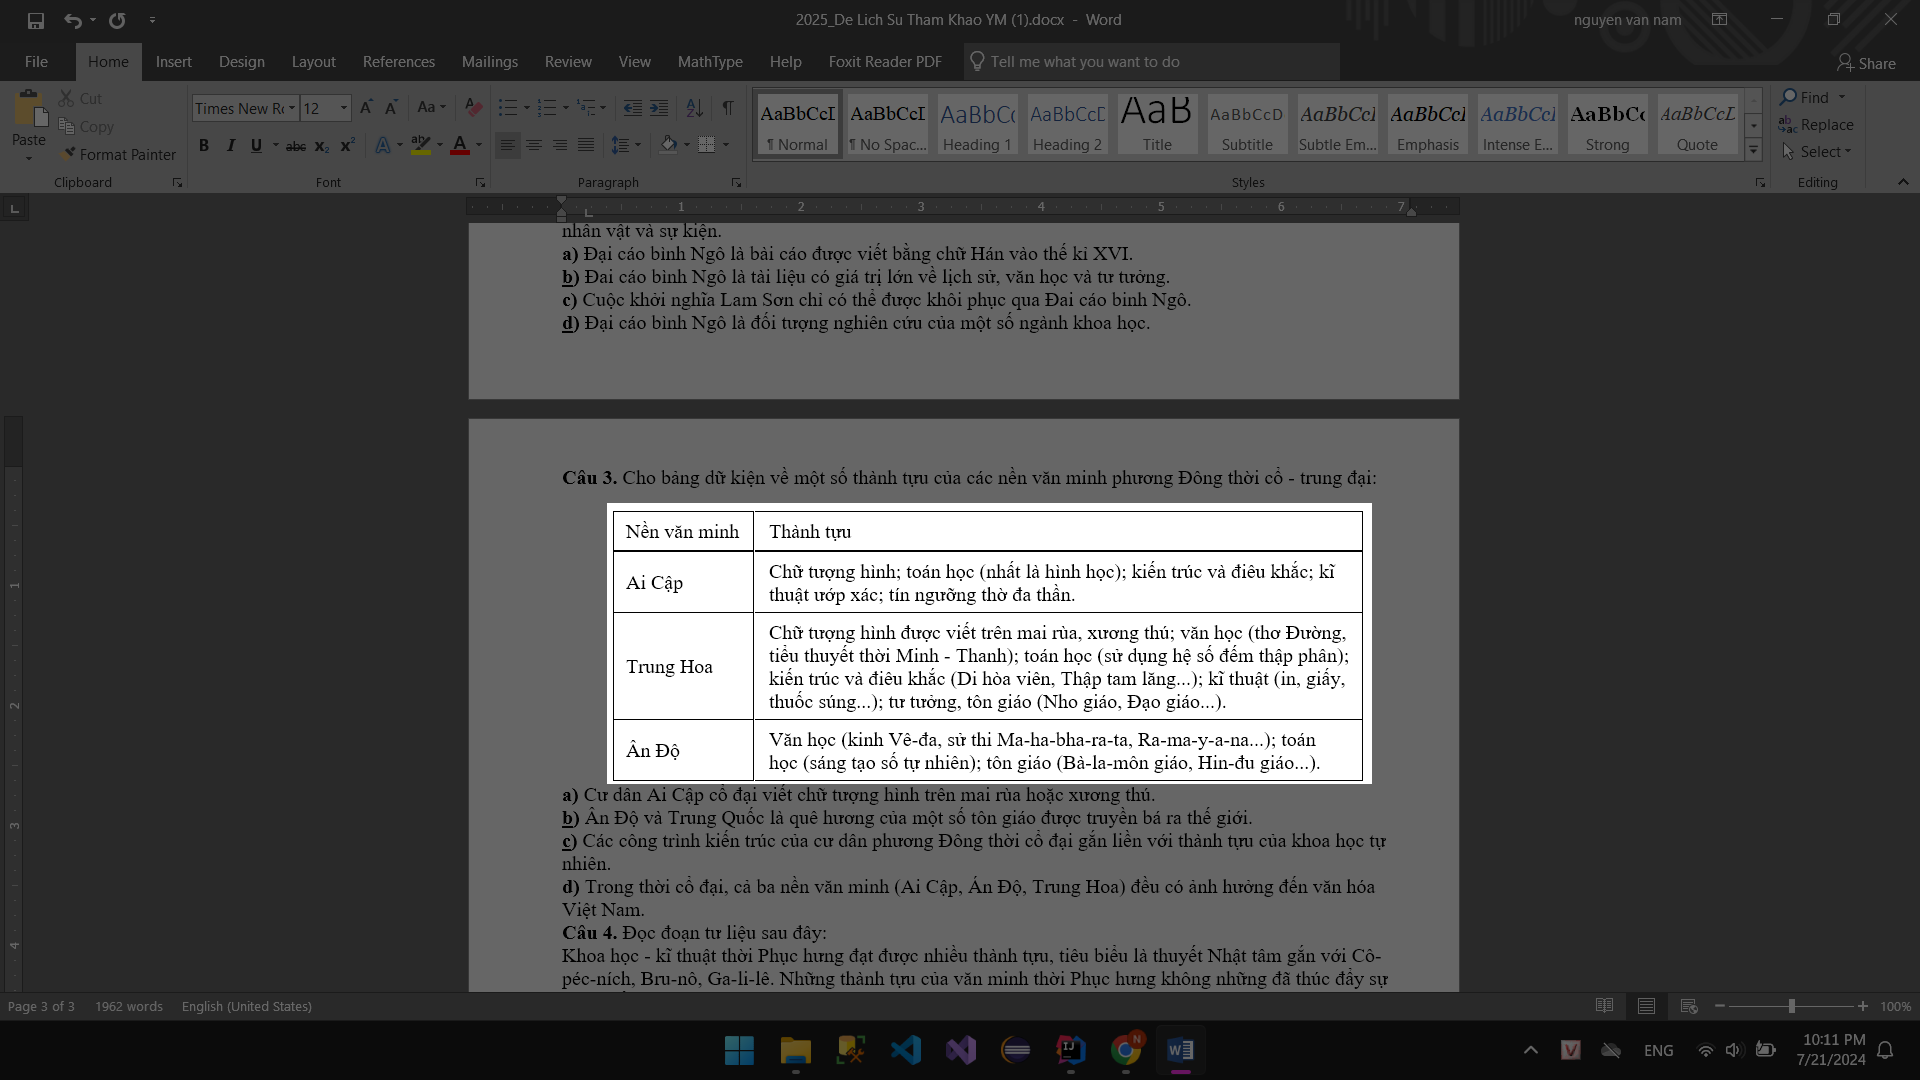 2025_De Lich Su Tham Khao YM (1).docx - Word
nguyen van nam
File Home Insert Design Layout References Mailings Review View MathType Help Foxit Reader PDF Tell me what you want to do Share
Paste
Cut
Copy
Format Painter
Clipboard
Times New Ro 12
Font
Paragraph
AaBbCcI ¶ Normal
AaBbCcI ¶ No Spac...
AaBbC( Heading 1
AaBbCcD Heading 2
AaB Title
AaBbCcD Subtitle
AaBbCcI Subtle Em...
AaBbCcI Emphasis
AaBbCcI Intense E...
AaBbC( Strong
AaBbCcI Quote
Styles
Find
Replace
Select
Editing
1 2 3 4 5 6 7
nhân vật và sự kiện.
a) Đại cáo bình Ngô là bài cáo được viết bằng chữ Hán vào thế kỉ XVI.
b) Đai cáo bình Ngô là tài liệu có giá trị lớn về lịch sử, văn học và tư tưởng.
c) Cuộc khởi nghĩa Lam Sơn chỉ có thể được khôi phục qua Đai cáo binh Ngô.
d) Đại cáo bình Ngô là đối tượng nghiên cứu của một số ngành khoa học.
Câu 3. Cho bảng dữ kiện về một số thành tựu của các nền văn minh phương Đông thời cổ - trung đại:
Nền văn minh Thành tựu
Ai Cập
Chữ tượng hình; toán học (nhất là hình học); kiến trúc và điêu khắc; kĩ
thuật ướp xác; tín ngưỡng thờ đa thần.
Trung Hoa
Chữ tượng hình được viết trên mai rùa, xương thú; văn học (thơ Đường,
tiểu thuyết thời Minh - Thanh); toán học (sử dụng hệ số đếm thập phân);
kiến trúc và điêu khắc (Di hòa viên, Thập tam lăng...); kĩ thuật (in, giấy,
thuốc súng...); tư tưởng, tôn giáo (Nho giáo, Đạo giáo...).
Ân Độ
Văn học (kinh Vê-đa, sử thi Ma-ha-bha-ra-ta, Ra-ma-y-a-na...); toán
học (sáng tạo số tự nhiên); tôn giáo (Bà-la-môn giáo, Hin-đu giáo...).
a) Cư dân Ai Cập cổ đại viết chữ tượng hình trên mai rùa hoặc xương thú.
b) Ân Độ và Trung Quốc là quê hương của một số tôn giáo được truyền bá ra thế giới.
c) Các công trình kiến trúc của cư dân phương Đông thời cổ đại gắn liền với thành tựu của khoa học tự
nhiên.
d) Trong thời cổ đại, cả ba nền văn minh (Ai Cập, Ấn Độ, Trung Hoa) đều có ảnh hưởng đến văn hóa
Việt Nam.
Câu 4. Đọc đoạn tư liệu sau đây:
Khoa học - kĩ thuật thời Phục hưng đạt được nhiều thành tựu, tiêu biểu là thuyết Nhật tâm gắn với Cô-
péc-ních, Bru-nô, Ga-li-lê. Những thành tựu của văn minh thời Phục hưng không những đã thúc đẩy sự
1
2
3
4
Page 3 of 3 1962 words English (United States) 100%
ENG
10:11 PM
7/21/2024